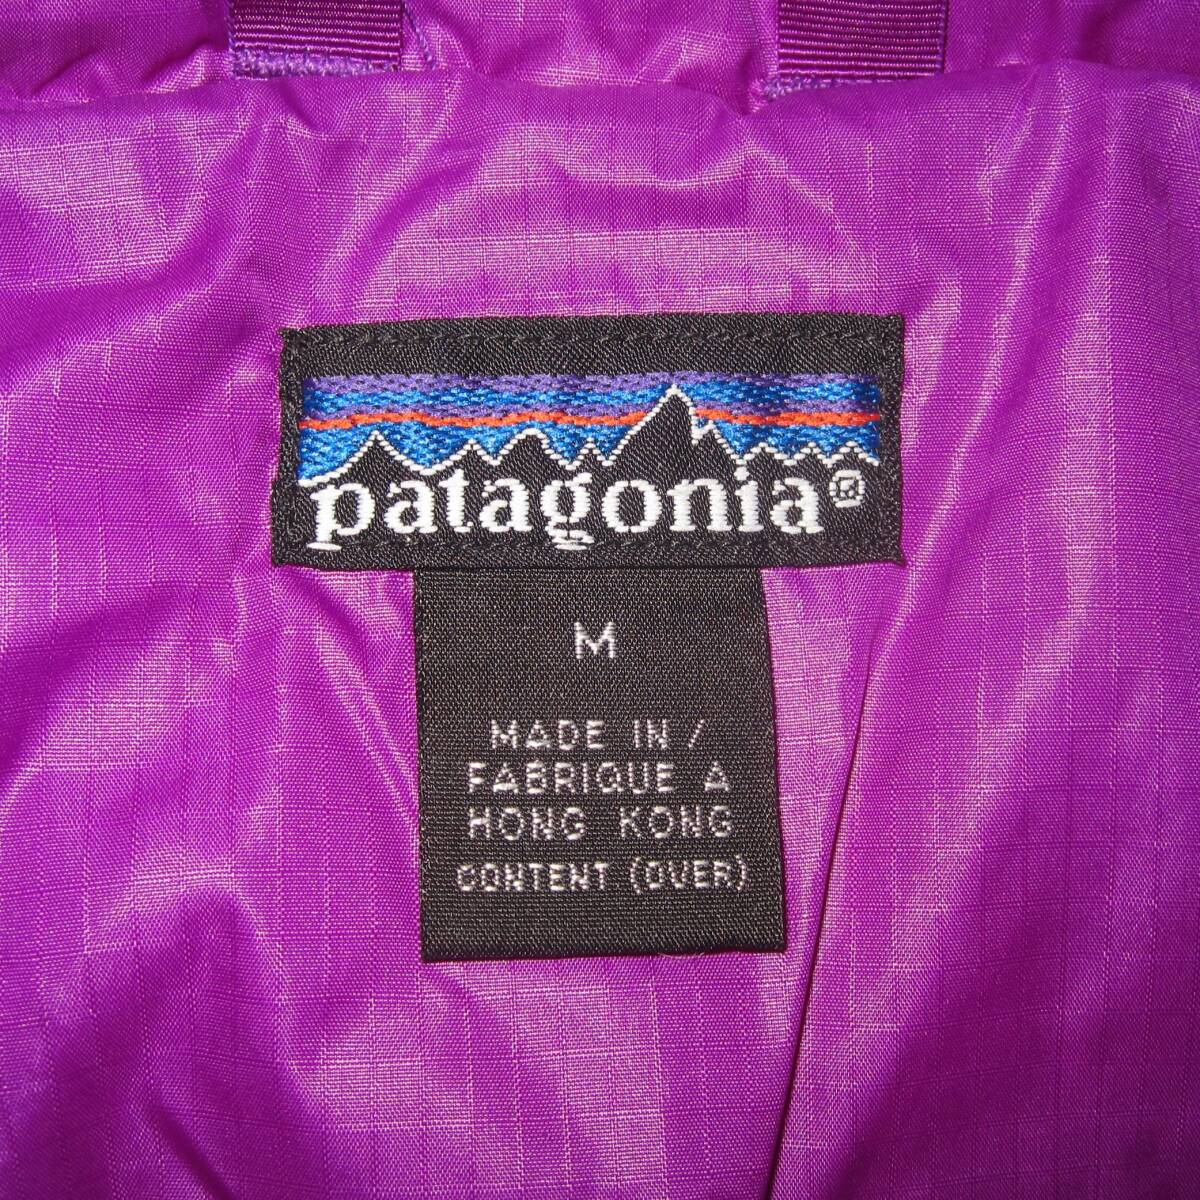 patagonia®
M
MADE IN /
FABRIQUE A
HONG KONG
CONTENT (OVER)